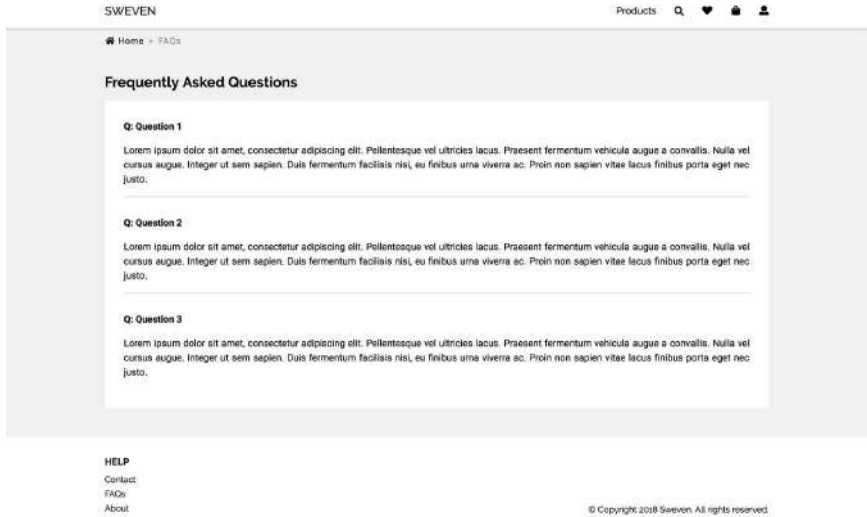 SWEVEN
Products
Home » FAQs
Frequently Asked Questions
Q: Question 1
Lorem ipsum dolor sit amet, consectetur adipiscing elit. Pellentesque vel ultricies lacus. Praesent fermentum vehicula augue a convallis. Nulla vel
cursus augue. Integer ut sem sapien. Duis fermentum facilisis nisi, eu finibus urna viverra ac. Proin non sapien vitae lacus finibus porta eget nec
justo.
Q: Question 2
Lorem ipsum dolor sit amet, consectetur adipiscing elit. Pellentesque vel ultricies lacus. Praesent fermentum vehicula augue a convallis. Nulla vel
cursus augue. Integer ut sem sapien. Duis fermentum facilisis nisi, eu finibus urna viverra ac. Proin non sapien vitae lacus finibus porta eget nec
justo.
Q: Question 3
Lorem ipsum dolor sit amet, consectetur adipiscing elit. Pellentesque vel ultricies lacus. Praesent fermentum vehicula augue a convallis. Nulla vel
cursus augue. Integer ut sem sapien. Duis fermentum facilisis nisi, eu finibus urna viverra ac. Proin non sapien vitae lacus finibus porta eget nec
justo.
HELP
Contact
FAQs
About
© Copyright 2018 Sweven. All rights reserved.